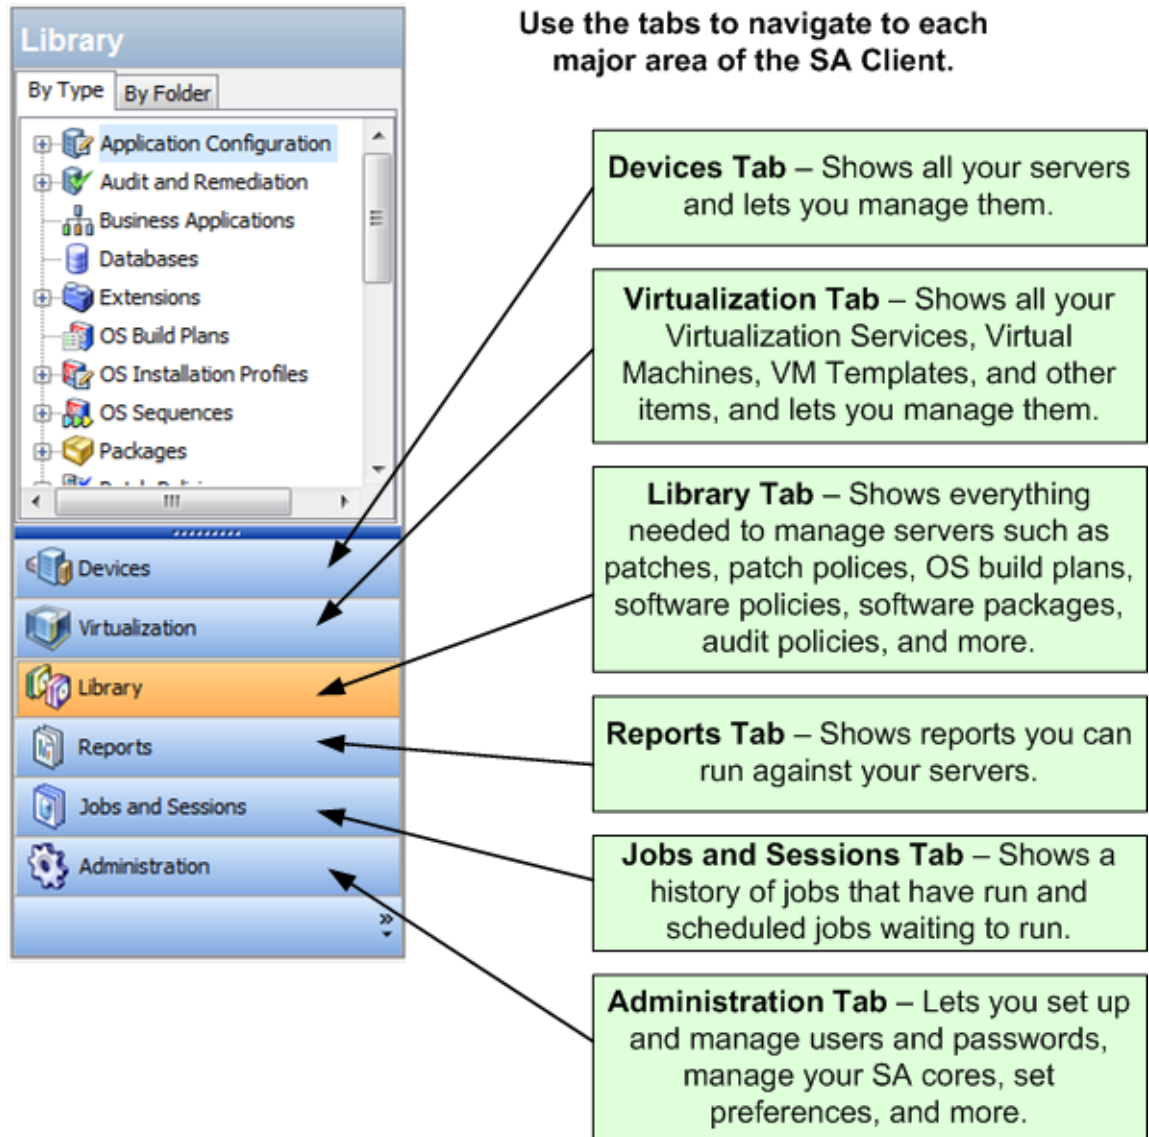 Library
By Type
By Folder
Application Configuration
Audit and Remediation
Business Applications
Databases
Extensions
OS Build Plans
OS Installation Profiles
OS Sequences
Packages
Devices
Virtualization
Library
Reports
Jobs and Sessions
Administration
Use the tabs to navigate to each
major area of the SA Client.
Devices Tab – Shows all your servers
and lets you manage them.
Virtualization Tab – Shows all your
Virtualization Services, Virtual
Machines, VM Templates, and other
items, and lets you manage them.
Library Tab – Shows everything
needed to manage servers such as
patches, patch polices, OS build plans,
software policies, software packages,
audit policies, and more.
Reports Tab – Shows reports you can
run against your servers.
Jobs and Sessions Tab – Shows a
history of jobs that have run and
scheduled jobs waiting to run.
Administration Tab – Lets you set up
and manage users and passwords,
manage your SA cores, set
preferences, and more.